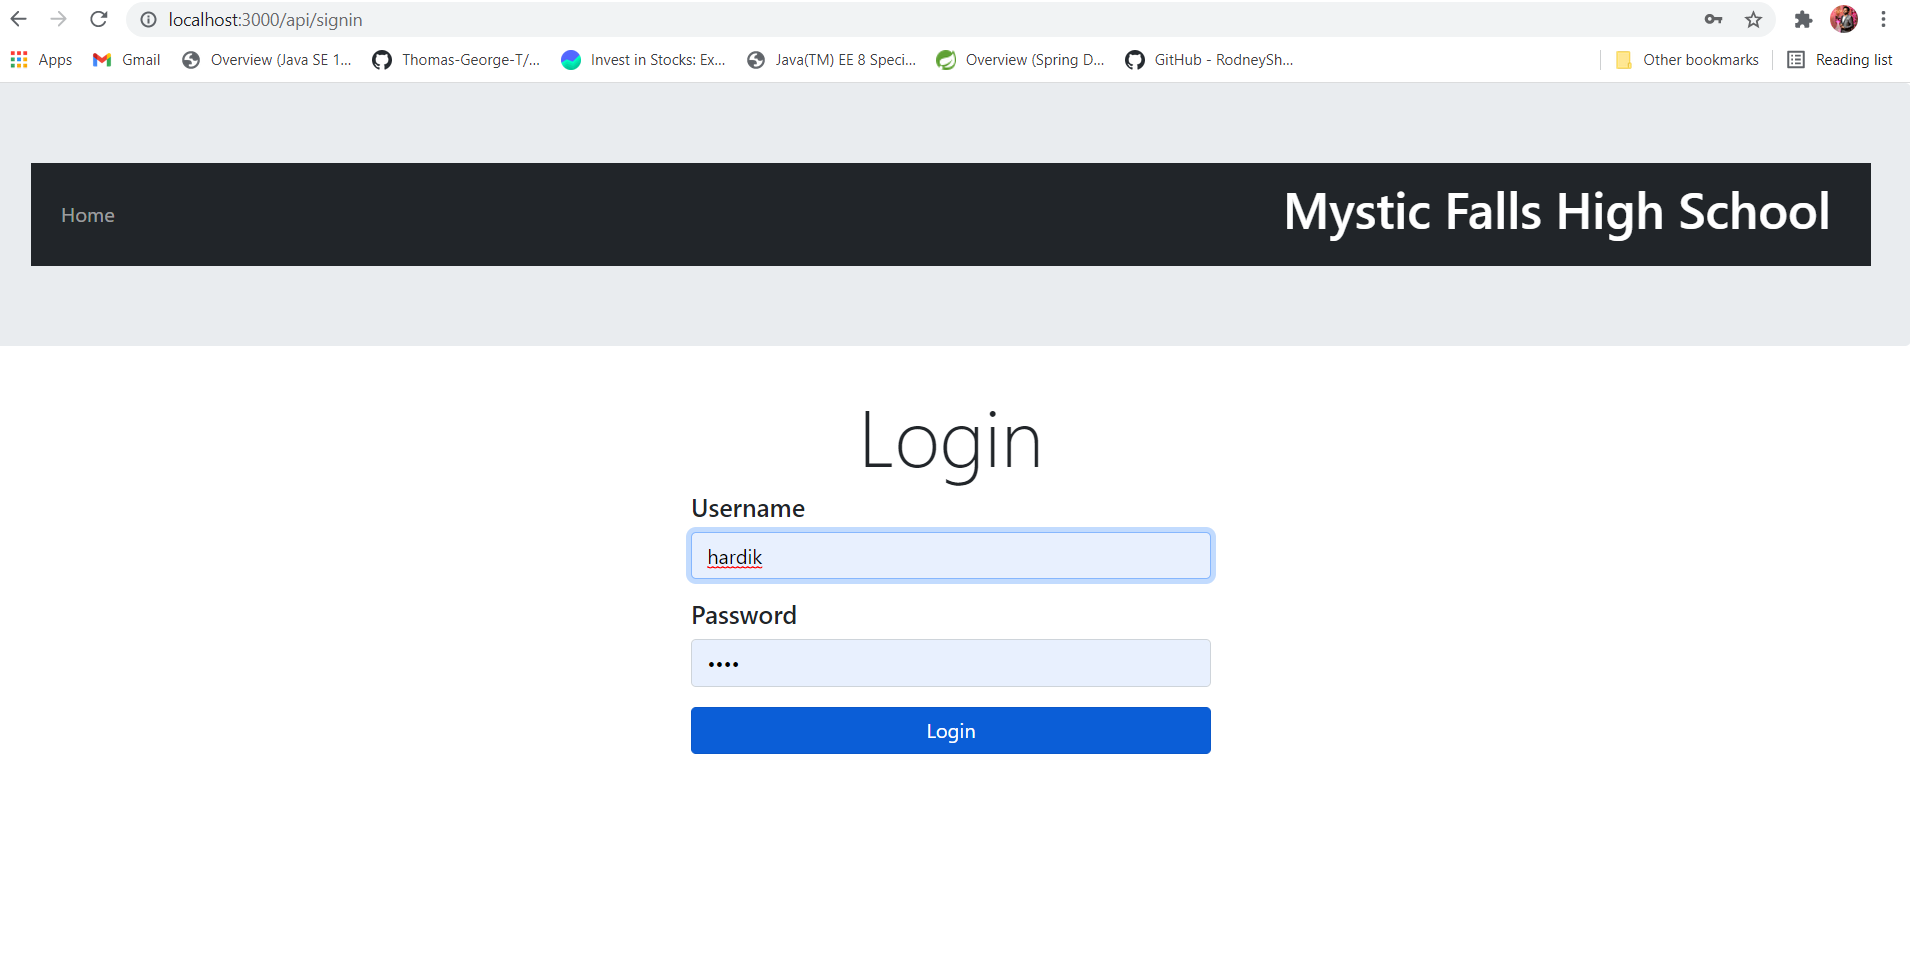 localhost:3000/api/signin
Apps Gmail Overview (Java SE 1... Thomas-George-T/... Invest in Stocks: Ex... Java(TM) EE 8 Speci... Overview (Spring D... GitHub - RodneySh... Other bookmarks Reading list
Home Mystic Falls High School
Login
Username
hardik
Password
••••
Login